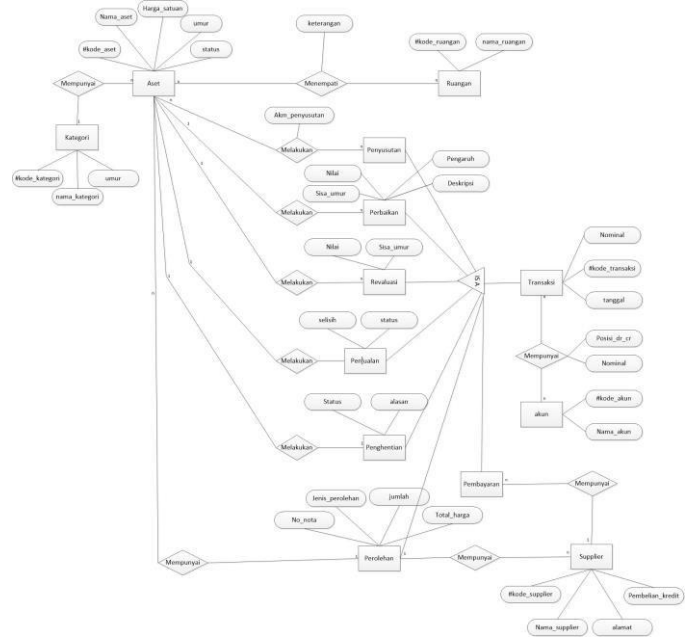 Harga_satuan
Nama_aset
umur
#kode_aset
status
keterangan
#kode_ruangan
nama_ruangan
Mempunyai
Aset
Menempati
Ruangan
Kategori
#kode_kategori
umur
nama_kategori
Akm_penyusutan
Melakukan
Penyusutan
Nilai
Pengaruh
Sisa_umur
Deskripsi
Melakukan
Perbaikan
Nilai
Sisa_umur
Melakukan
Revaluasi
IS A
Transaksi
Nominal
#kode_transaksi
tanggal
selisih
status
Melakukan
Penjualan
Mempunyai
Posisi_dr_cr
Nominal
Status
alasan
akun
#kode_akun
Nama_akun
Melakukan
Penghentian
Pembayaran
Mempunyai
Jenis_perolehan
jumlah
No_nota
Total_harga
Mempunyai
Perolehan
Mempunyai
Supplier
#kode_supplier
Pembelian_kredit
Nama_supplier
alamat